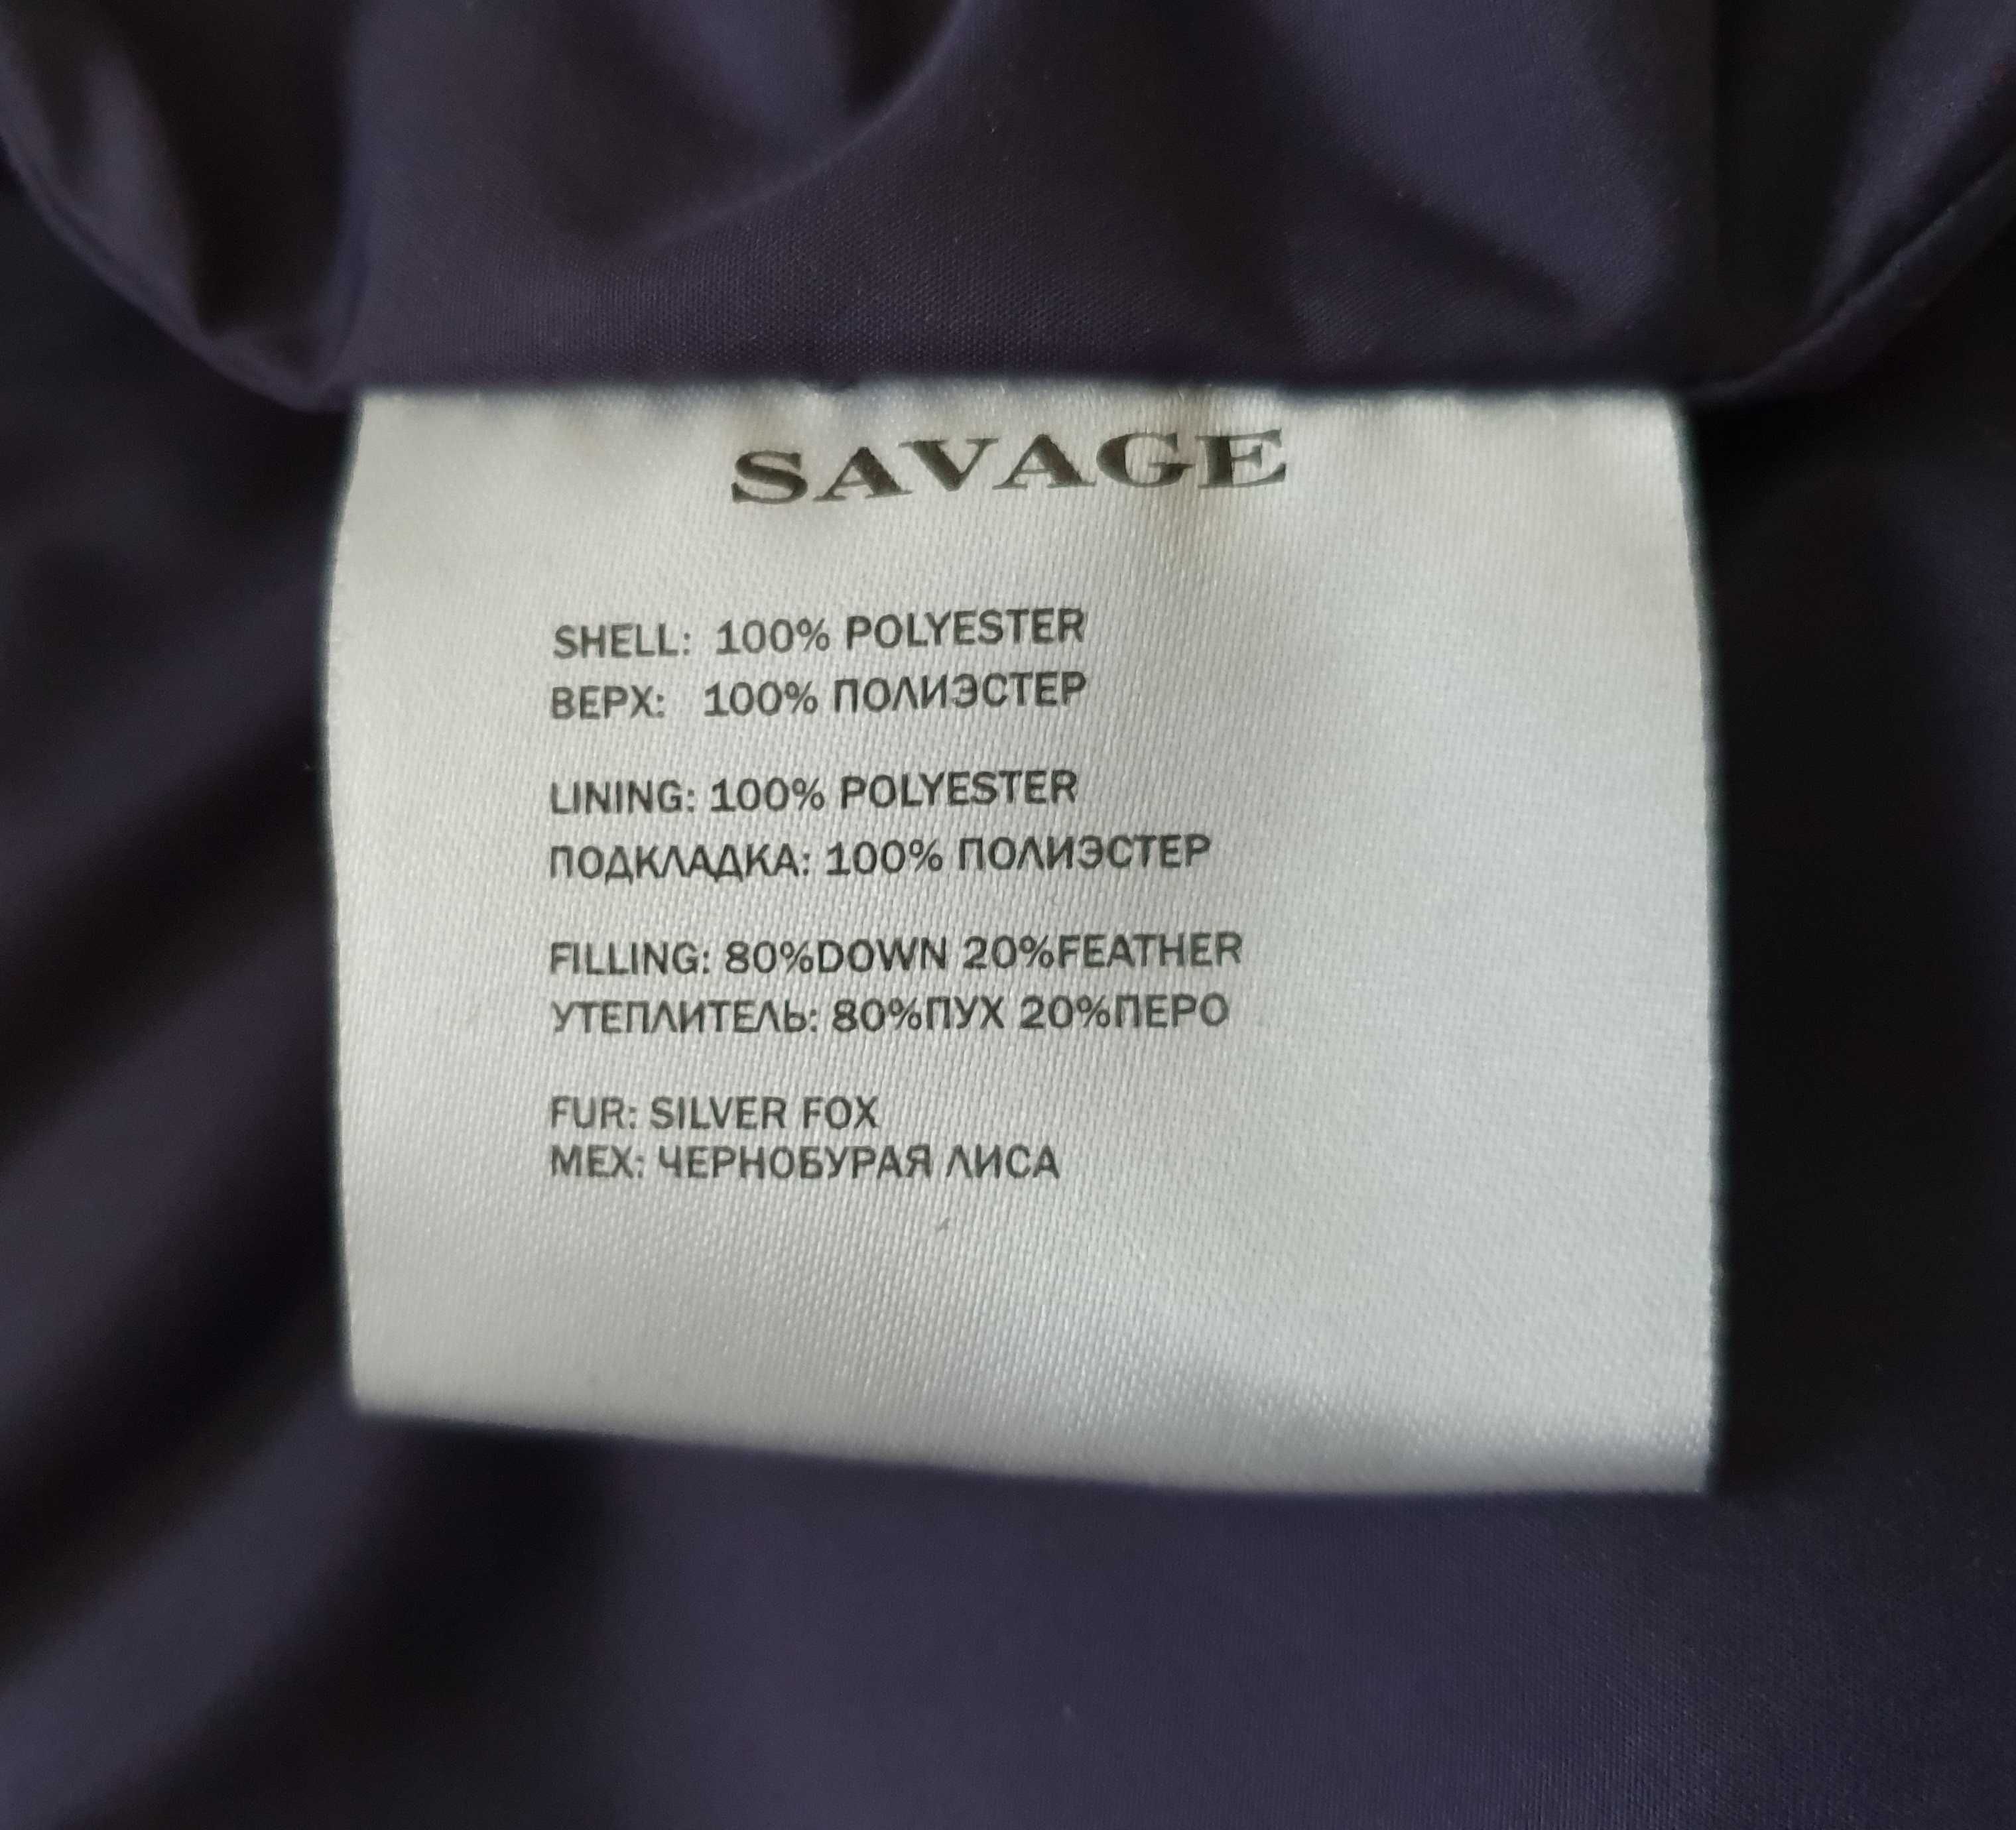 SAVAGE
SHELL: 100% POLYESTER
ВЕРХ: 100% ПОЛИЭСТЕР
LINING: 100% POLYESTER
ПОДКЛАДКА: 100% ПОЛИЭСТЕР
FILLING: 80%DOWN 20%FEATHER
УТЕПЛИТЕЛЬ: 80%ПУХ 20%ПЕРО
FUR: SILVER FOX
МЕХ: ЧЕРНОБУРАЯ ЛИСА